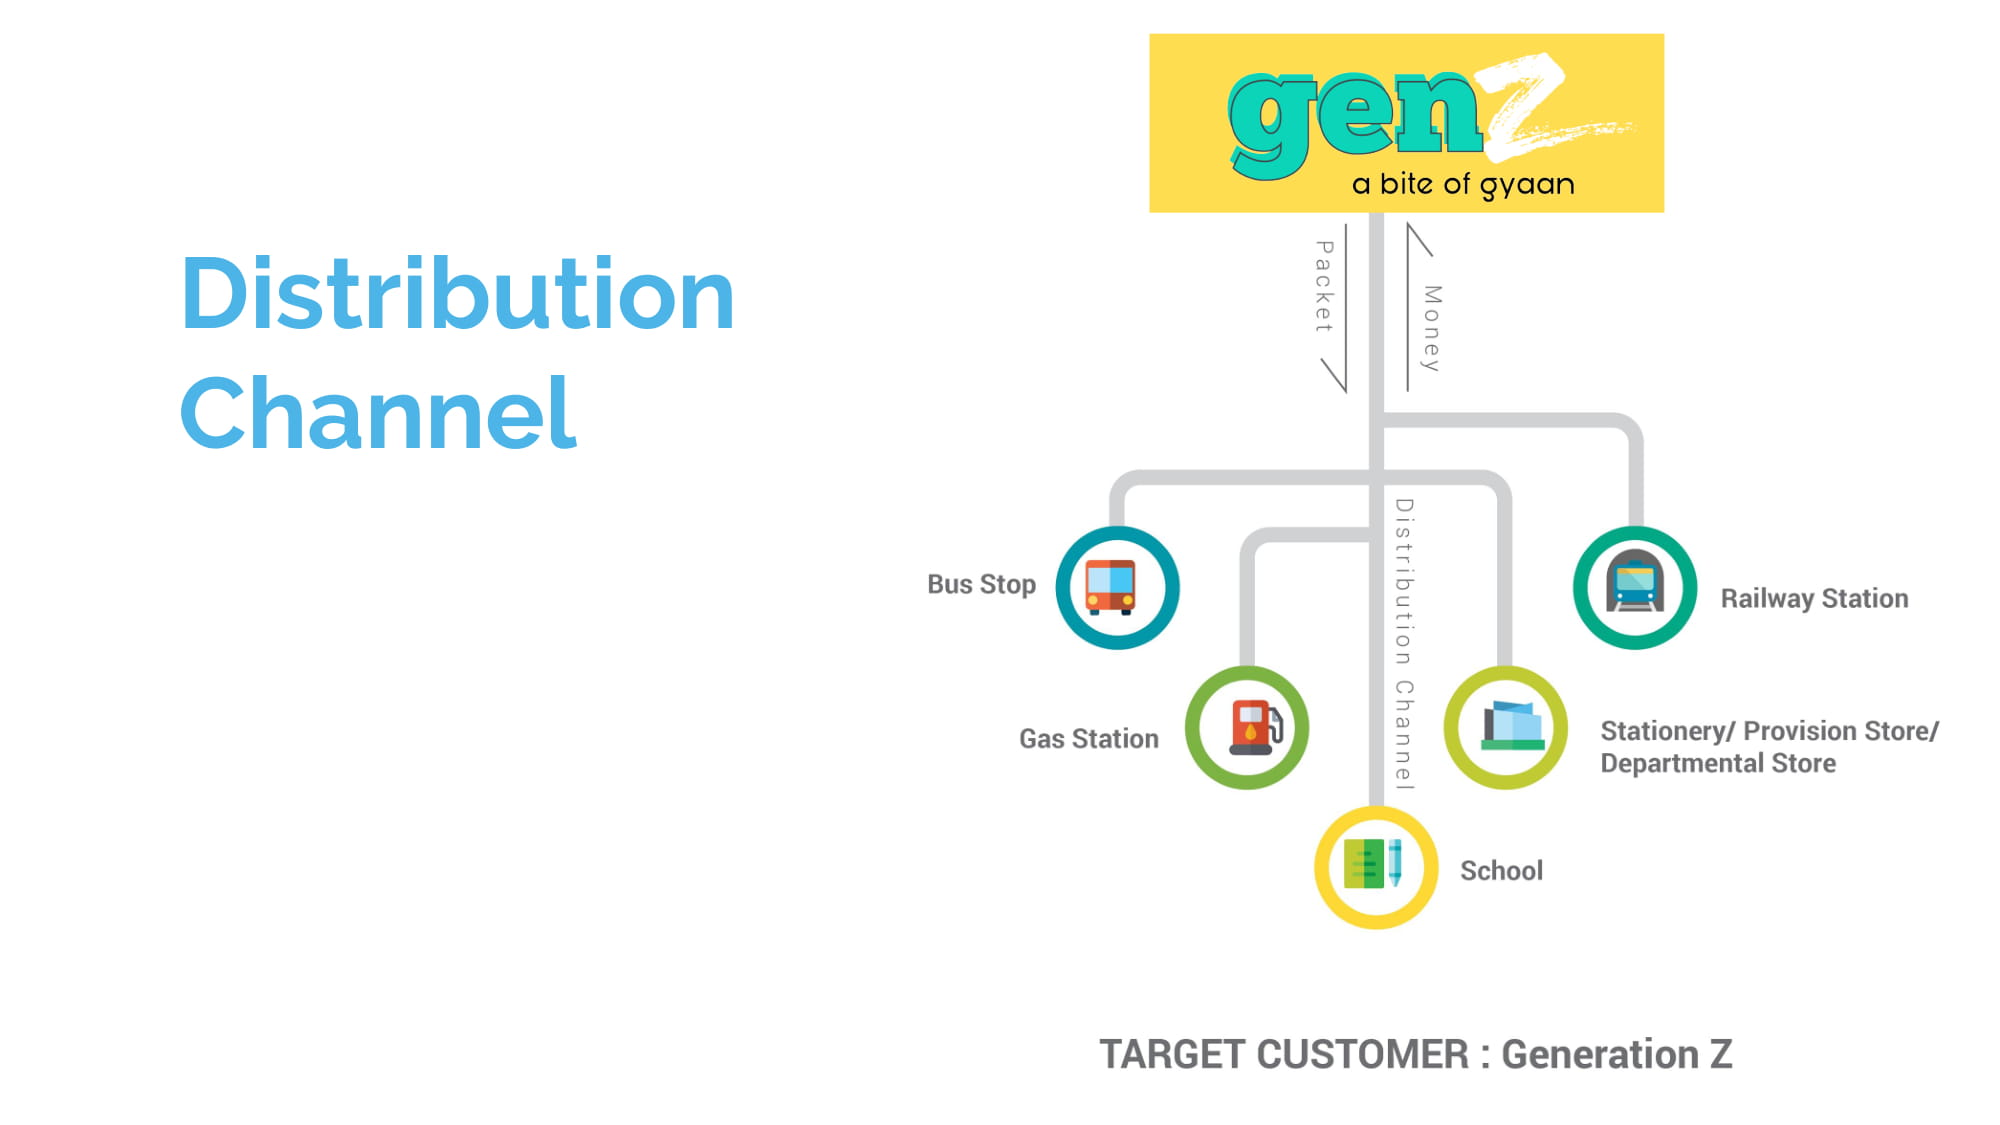 Distribution
Channel
genZ
a bite of gyaan
Packet
Money
Distribution Channel
Bus Stop
Railway Station
Gas Station
Stationery/ Provision Store/
Departmental Store
School
TARGET CUSTOMER : Generation Z